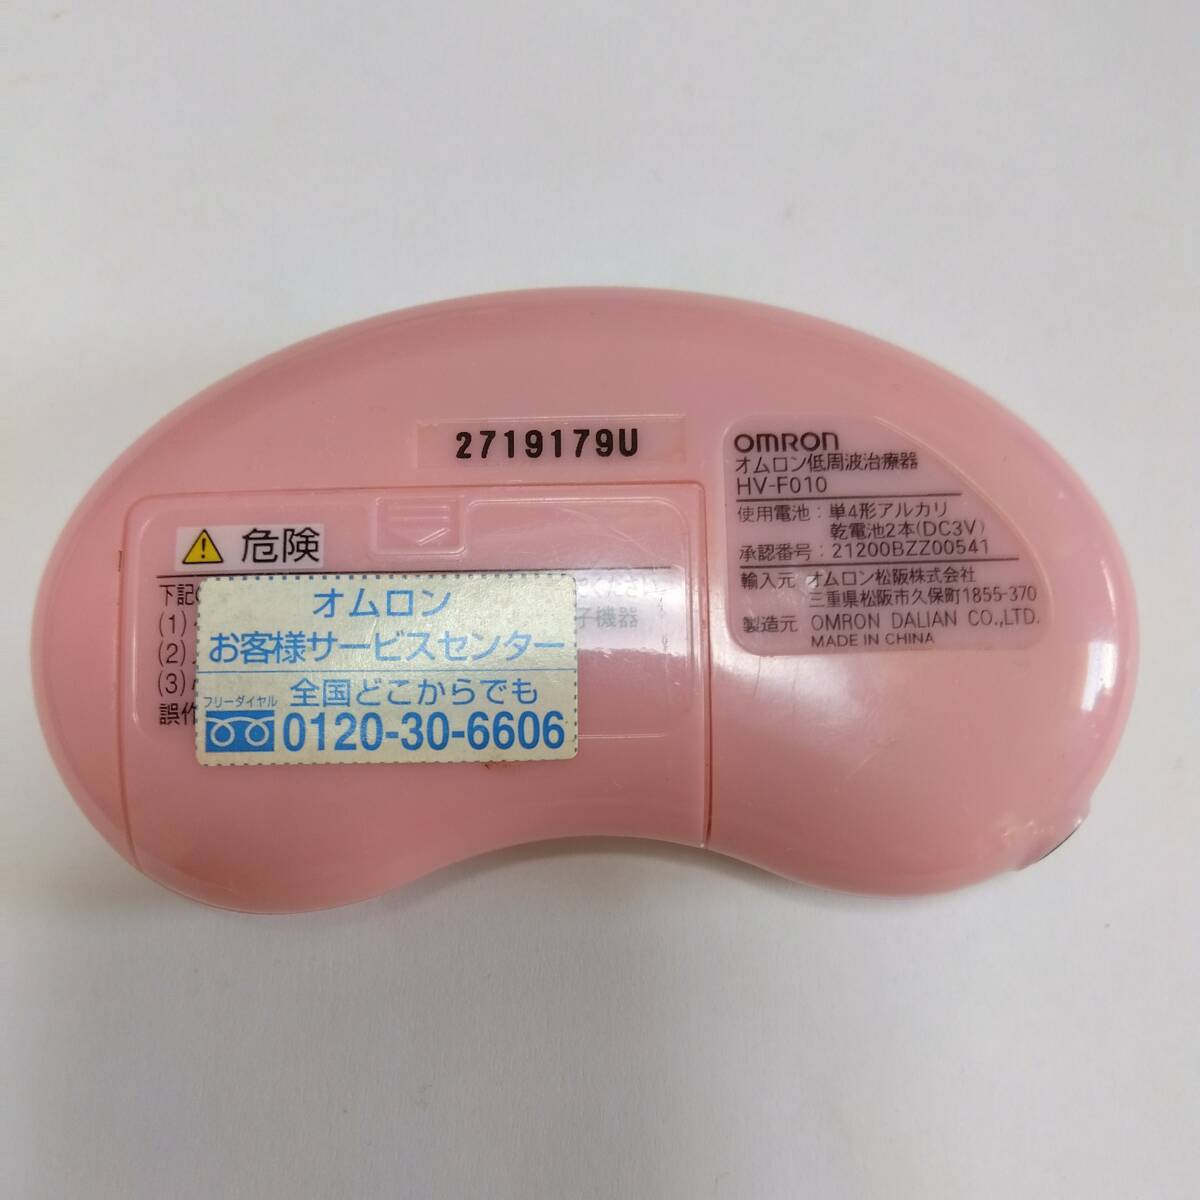 2719179U
omron
オムロン低周波治療器
HV-F010
使用電池：単4形アルカリ
乾電池2本(DC3V)
承認番号：21200BZZ00541
輸入元 オムロン松阪株式会社
三重県松阪市久保町1855-370
製造元 OMRON DALIAN CO.,LTD.
MADE IN CHINA
危険
下記
ください
(1)
子機器
(2)
(3)
誤作
オムロン
お客様サービスセンター
全国どこからでも
フリーダイヤル
0120-30-6606